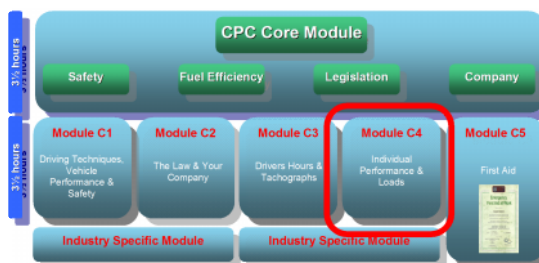 CPC Core Module
3½ hours
Safety
Fuel Efficiency
Legislation
Company
3½ hours
Module C1
Driving Techniques,
Vehicle
Performance &
Safety
Module C2
The Law & Your
Company
Module C3
Drivers Hours &
Tachographs
Module C4
Individual
Performance &
Loads
Module C5
First Aid
Industry Specific Module
Industry Specific Module